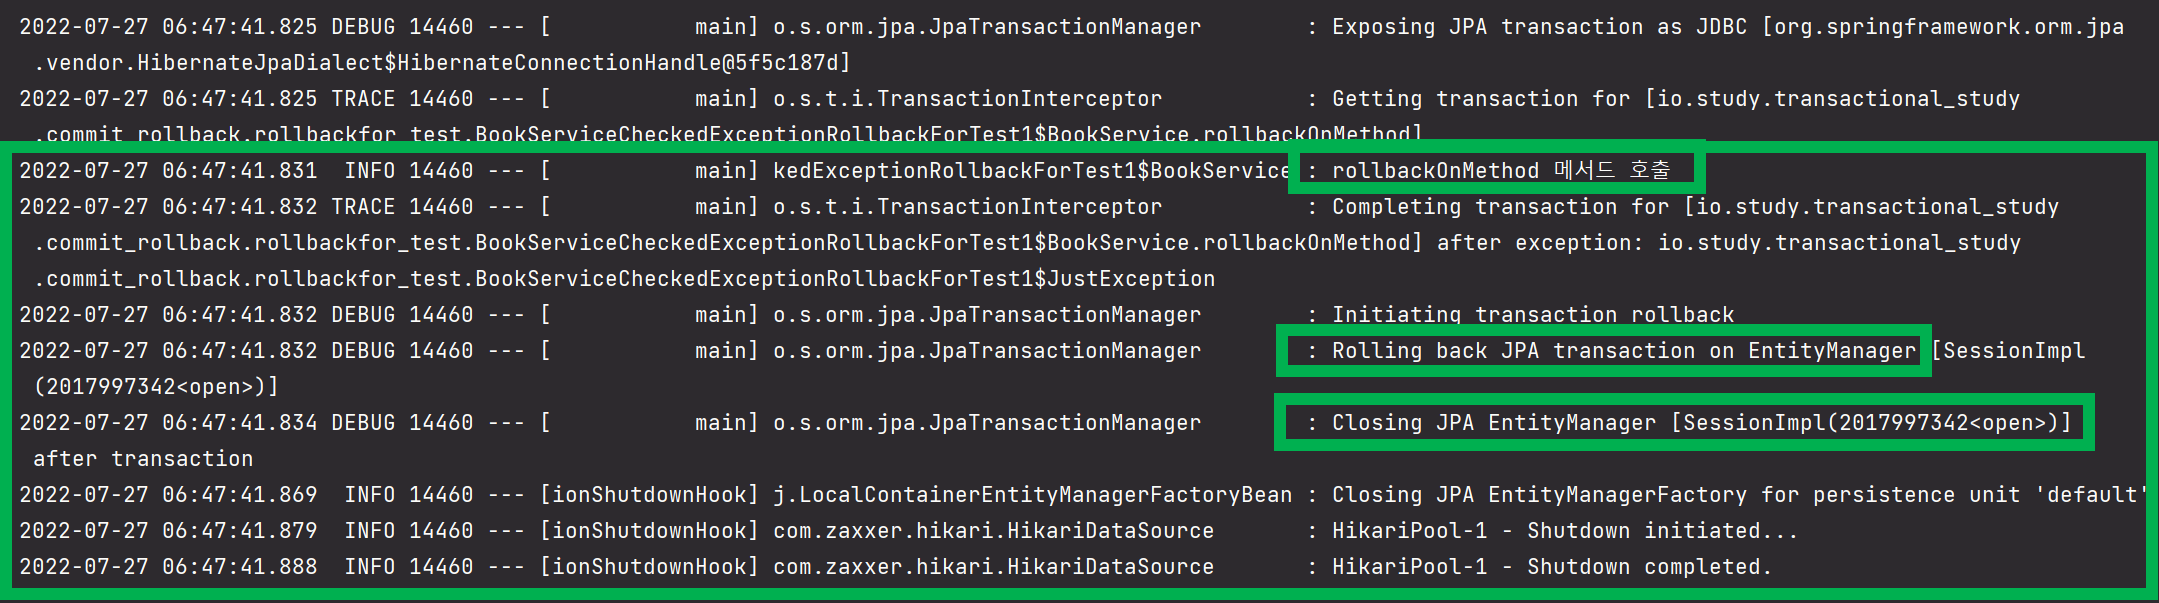 2022-07-27 06:47:41.825 DEBUG 14460 --- [           main] o.s.orm.jpa.JpaTransactionManager        : Exposing JPA transaction as JDBC [org.springframework.orm.jpa
.vendor.HibernateJpaDialect$HibernateConnectionHandle@5f5c187d]
2022-07-27 06:47:41.825 TRACE 14460 --- [           main] o.s.t.i.TransactionInterceptor           : Getting transaction for [io.study.transactional_study
.commit_rollback.rollbackfor_test.BookServiceCheckedExceptionRollbackForTest1$BookService.rollbackOnMethod]
2022-07-27 06:47:41.831  INFO 14460 --- [           main] kedExceptionRollbackForTest1$BookService : rollbackOnMethod 메서드 호출
2022-07-27 06:47:41.832 TRACE 14460 --- [           main] o.s.t.i.TransactionInterceptor           : Completing transaction for [io.study.transactional_study
.commit_rollback.rollbackfor_test.BookServiceCheckedExceptionRollbackForTest1$BookService.rollbackOnMethod] after exception: io.study.transactional_study
.commit_rollback.rollbackfor_test.BookServiceCheckedExceptionRollbackForTest1$JustException
2022-07-27 06:47:41.832 DEBUG 14460 --- [           main] o.s.orm.jpa.JpaTransactionManager        : Initiating transaction rollback
2022-07-27 06:47:41.832 DEBUG 14460 --- [           main] o.s.orm.jpa.JpaTransactionManager        : Rolling back JPA transaction on EntityManager [SessionImpl
(2017997342<open>)]
2022-07-27 06:47:41.834 DEBUG 14460 --- [           main] o.s.orm.jpa.JpaTransactionManager        : Closing JPA EntityManager [SessionImpl(2017997342<open>)]
after transaction
2022-07-27 06:47:41.869  INFO 14460 --- [ionShutdownHook] j.LocalContainerEntityManagerFactoryBean : Closing JPA EntityManagerFactory for persistence unit 'default'
2022-07-27 06:47:41.879  INFO 14460 --- [ionShutdownHook] com.zaxxer.hikari.HikariDataSource       : HikariPool-1 - Shutdown initiated...
2022-07-27 06:47:41.888  INFO 14460 --- [ionShutdownHook] com.zaxxer.hikari.HikariDataSource       : HikariPool-1 - Shutdown completed.